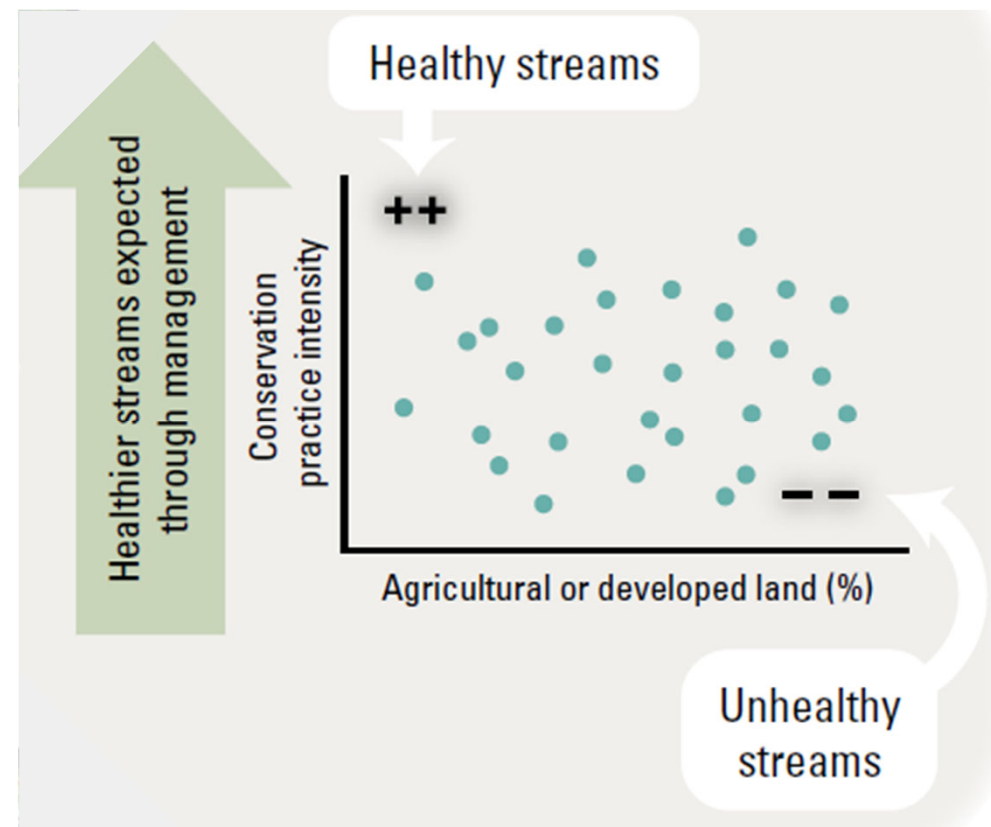 Healthy streams
Healthier streams expected
through management
Conservation
practice intensity
++
– –
Agricultural or developed land (%)
Unhealthy
streams